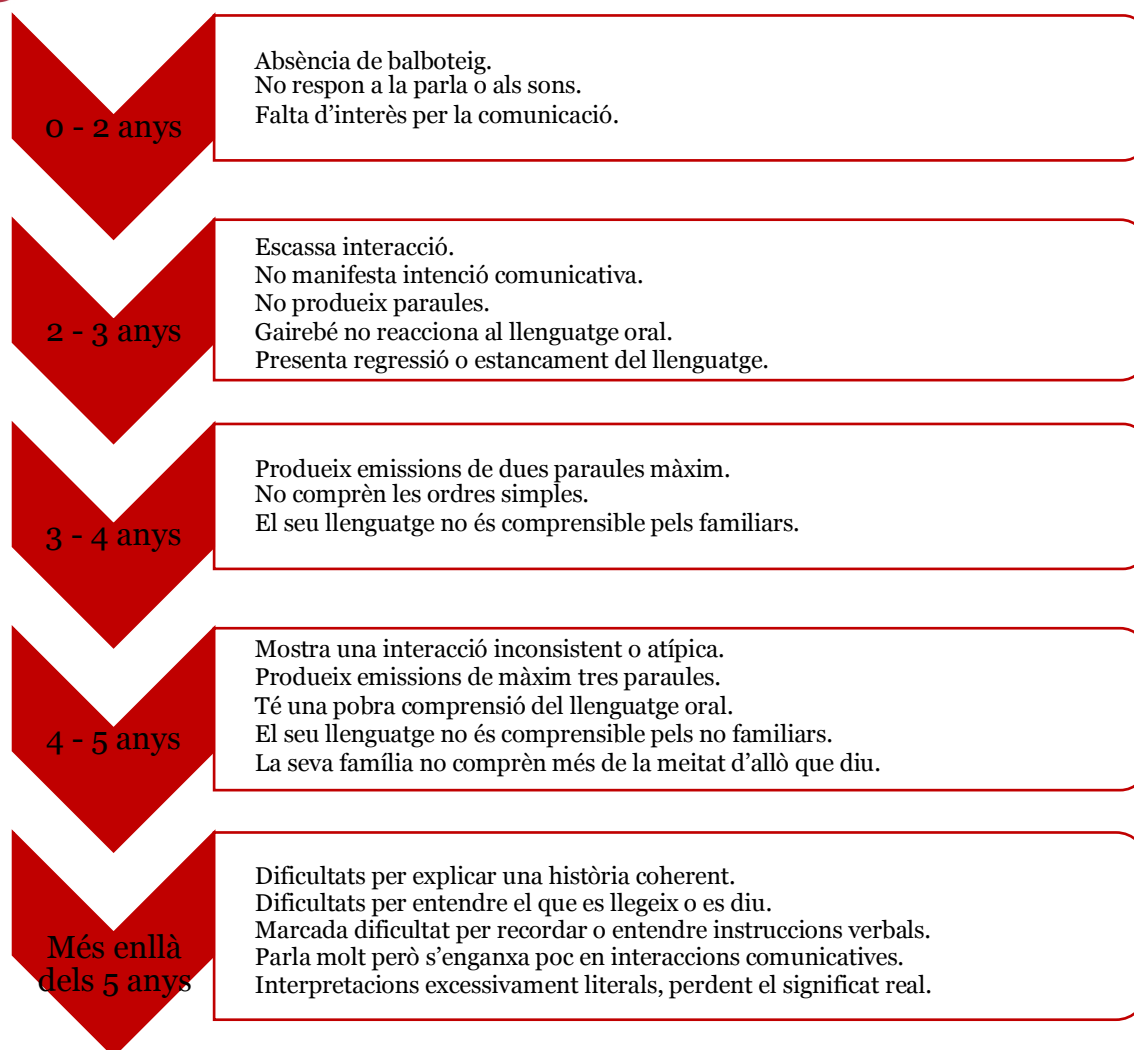 0 - 2 anys
Absència de balboteig.
No respon a la parla o als sons.
Falta d'interès per la comunicació.
2 - 3 anys
Escassa interacció.
No manifesta intenció comunicativa.
No produeix paraules.
Gairebé no reacciona al llenguatge oral.
Presenta regressió o estancament del llenguatge.
3 - 4 anys
Produeix emissions de dues paraules màxim.
No comprèn les ordres simples.
El seu llenguatge no és comprensible pels familiars.
4 - 5 anys
Mostra una interacció inconsistent o atípica.
Produeix emissions de màxim tres paraules.
Té una pobra comprensió del llenguatge oral.
El seu llenguatge no és comprensible pels no familiars.
La seva família no comprèn més de la meitat d'allò que diu.
Més enllà
dels 5 anys
Dificultats per explicar una història coherent.
Dificultats per entendre el que es llegeix o es diu.
Marcada dificultat per recordar o entendre instruccions verbals.
Parla molt però s'enganxa poc en interaccions comunicatives.
Interpretacions excessivament literals, perdent el significat real.